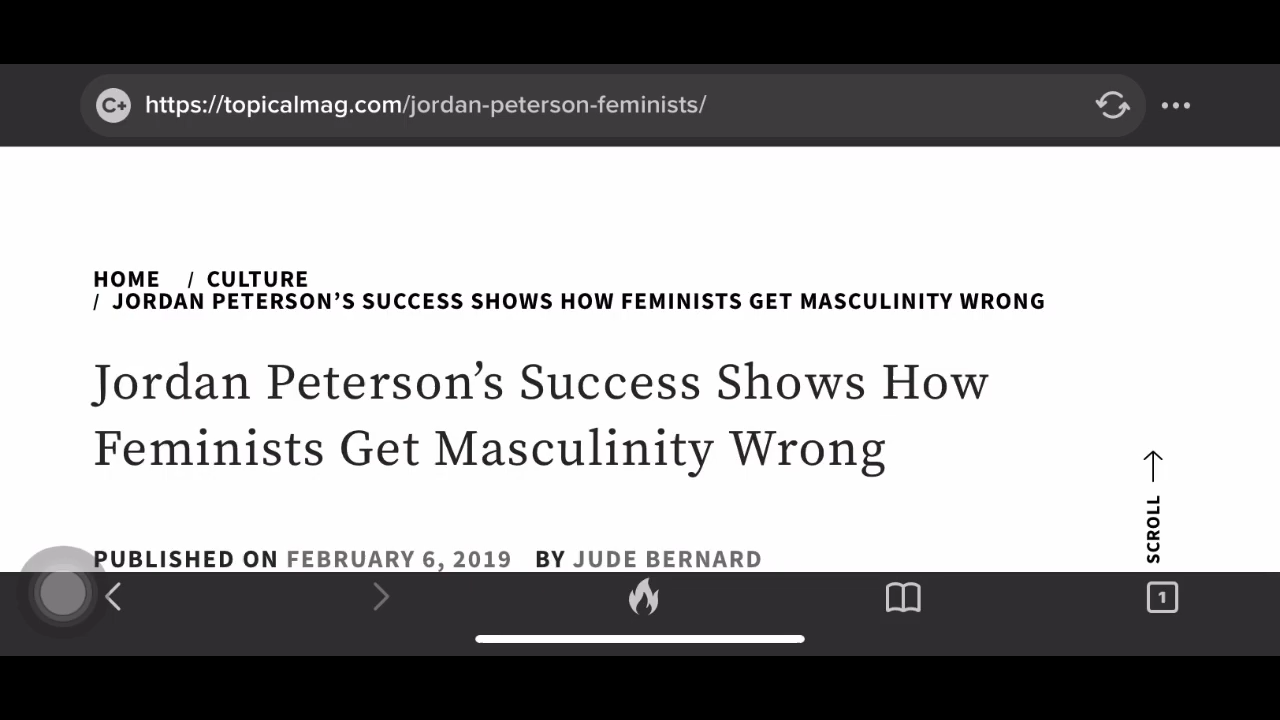 C+ https://topicalmag.com/jordan-peterson-feminists/
HOME / CULTURE
/ JORDAN PETERSON’S SUCCESS SHOWS HOW FEMINISTS GET MASCULINITY WRONG
Jordan Peterson’s Success Shows How
Feminists Get Masculinity Wrong
SCROLL
PUBLISHED ON FEBRUARY 6, 2019 BY JUDE BERNARD
1